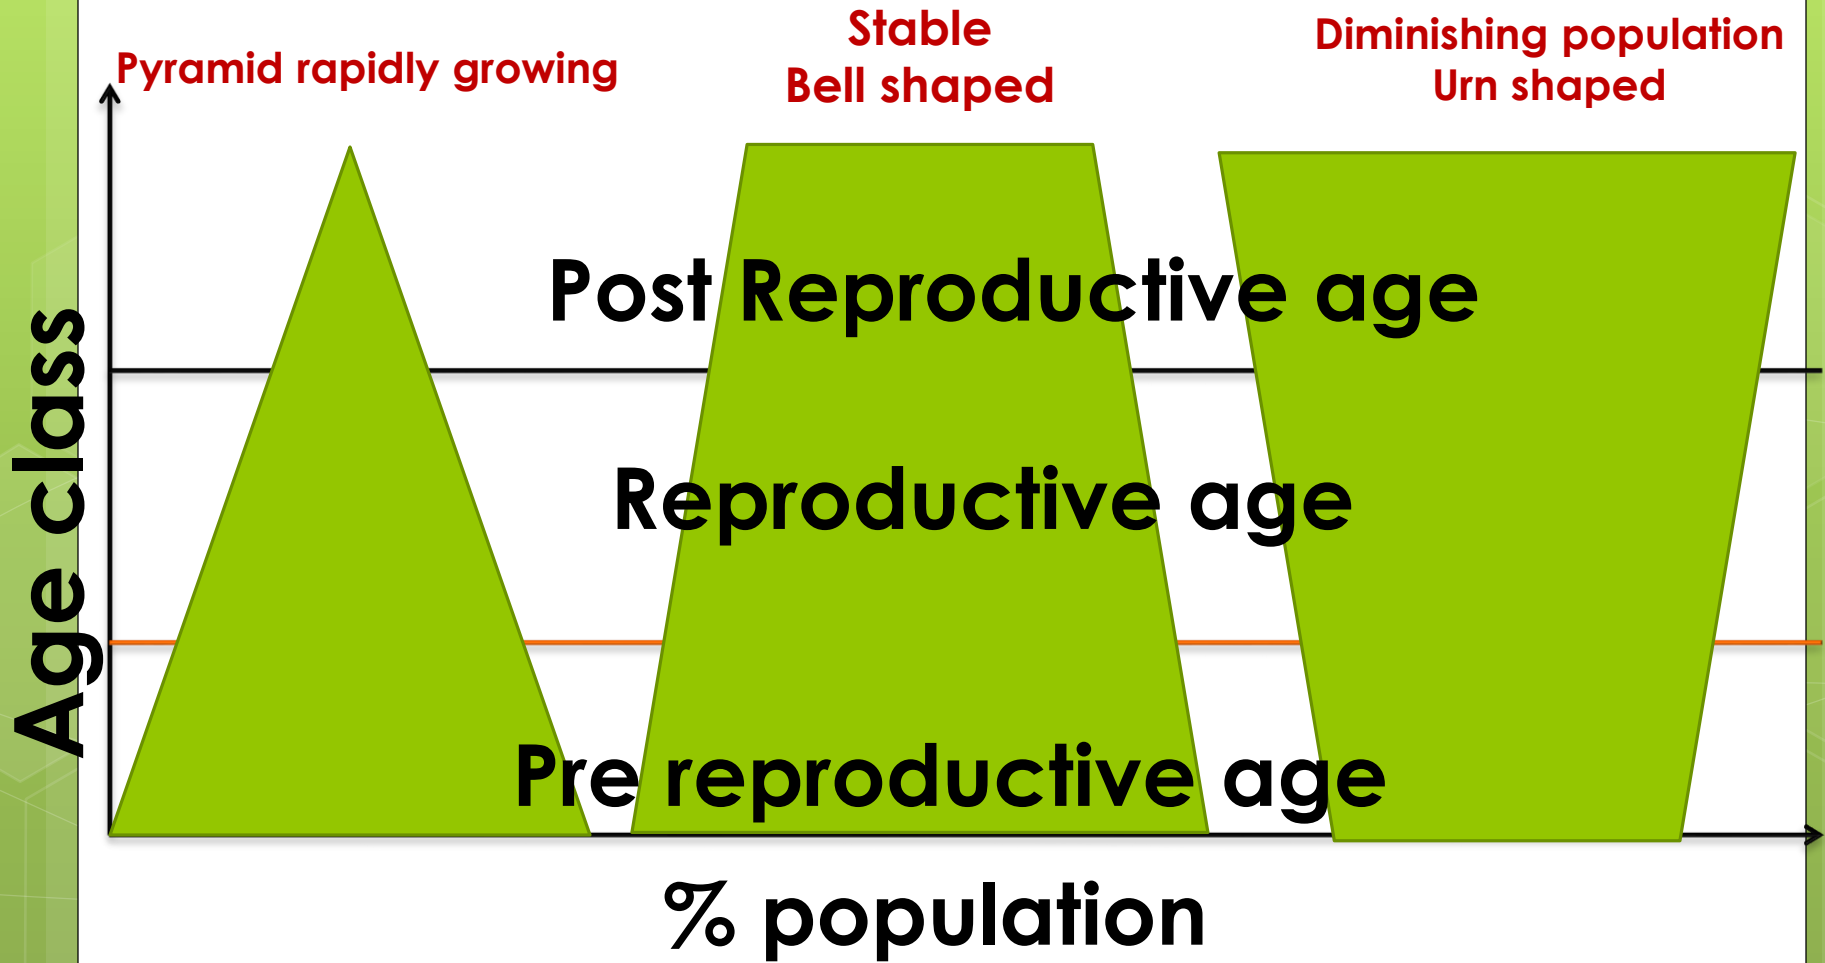 Pyramid rapidly growing
Stable
Bell shaped
Diminishing population
Urn shaped
Post Reproductive age
Reproductive age
Pre reproductive age
Age class
% population